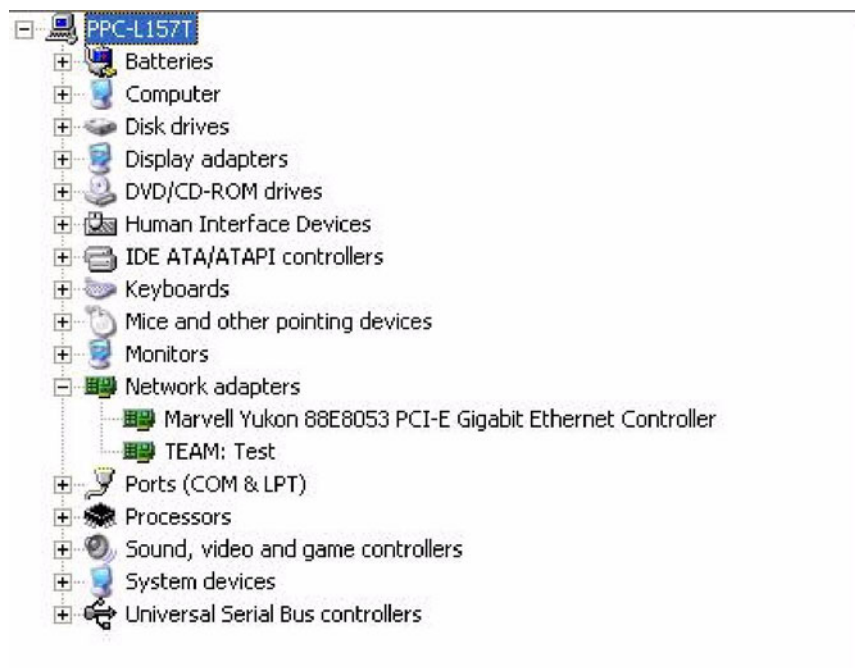 PPC-L157T
Batteries
Computer
Disk drives
Display adapters
DVD/CD-ROM drives
Human Interface Devices
IDE ATA/ATAPI controllers
Keyboards
Mice and other pointing devices
Monitors
Network adapters
Marvell Yukon 88E8053 PCI-E Gigabit Ethernet Controller
TEAM: Test
Ports (COM & LPT)
Processors
Sound, video and game controllers
System devices
Universal Serial Bus controllers